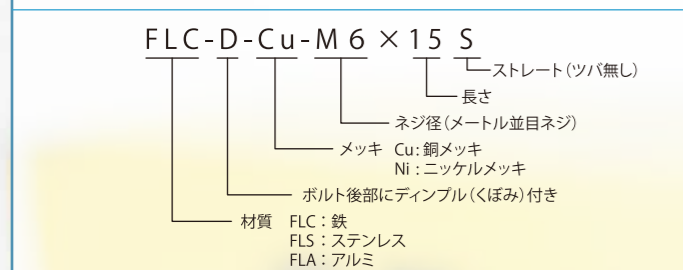 FLC-D-Cu-M6×15 S
ストレート(ツバ無し)
長さ
ネジ径(メートル並目ネジ)
メッキ Cu:銅メッキ
Ni:ニッケルメッキ
ボルト後部にディンプル(くぼみ)付き
材質 FLC:鉄
FLS:ステンレス
FLA:アルミ